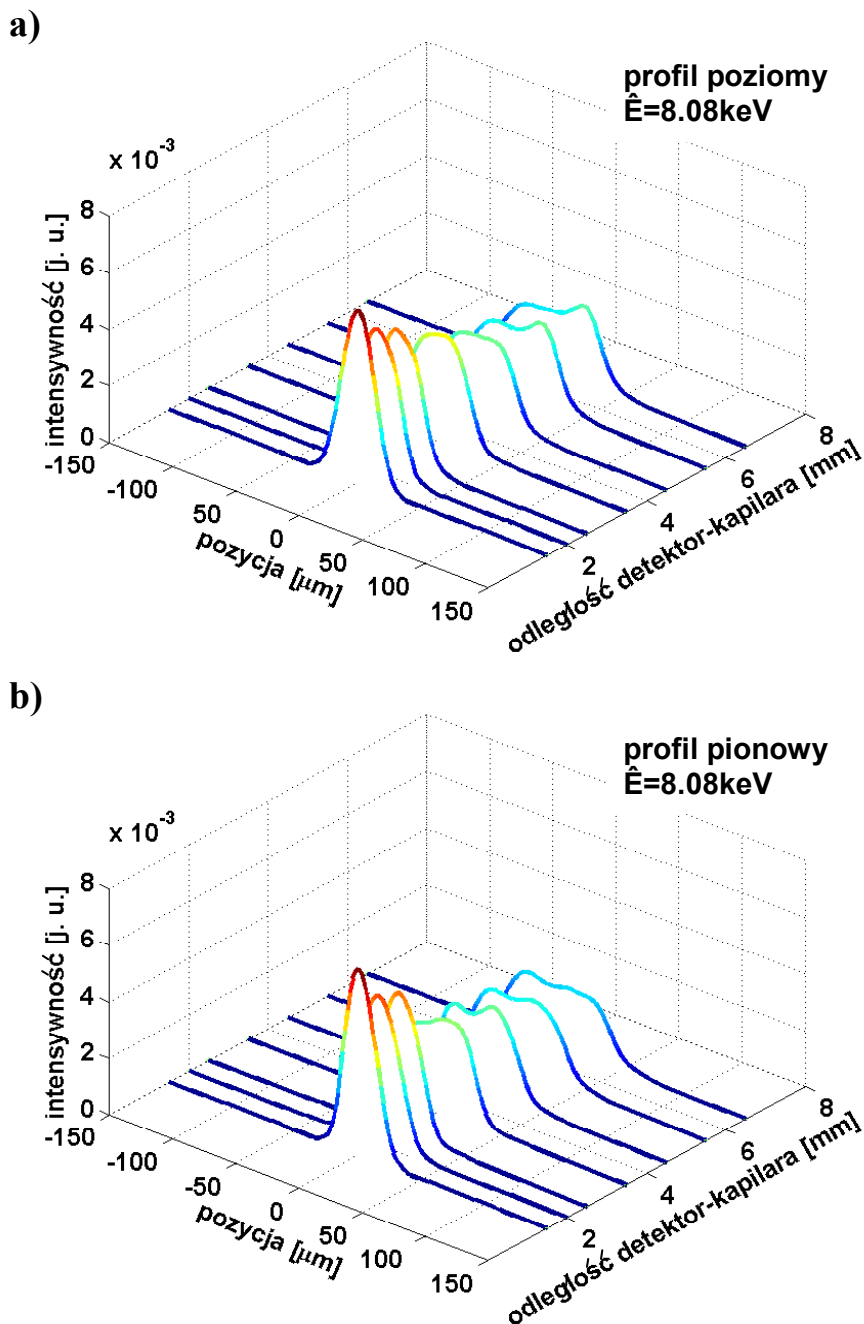 a)
profil poziomy
Ê=8.08keV
x 10⁻³
8
6
4
2
0
intensywność [j. u.]
-150
-100
50
0
50
100
150
pozycja [μm]
2
4
6
8
odległość detektor-kapilara [mm]
b)
profil pionowy
Ê=8.08keV
x 10⁻³
8
6
4
2
0
intensywność [j. u.]
-150
-100
-50
0
50
100
150
pozycja [μm]
2
4
6
8
odległość detektor-kapilara [mm]